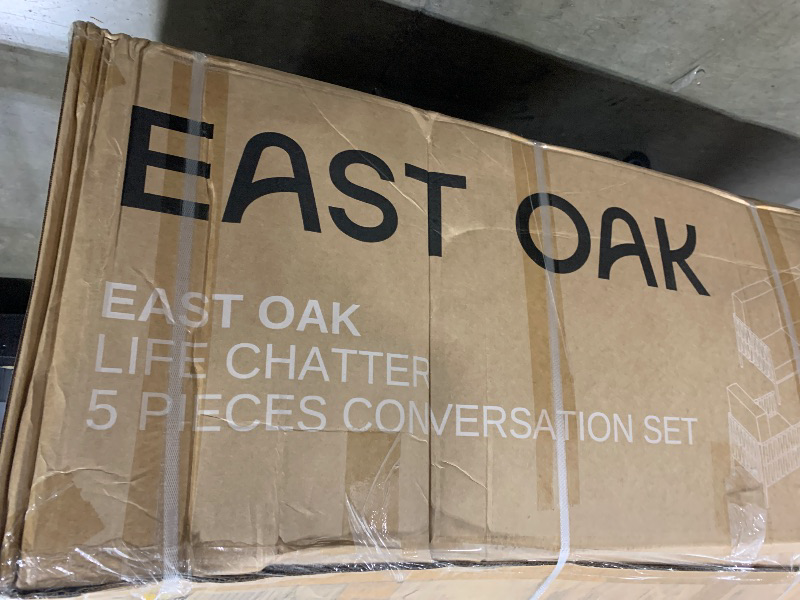 EAST OAK
EAST OAK
LIFE CHATTER
5 PIECES CONVERSATION SET